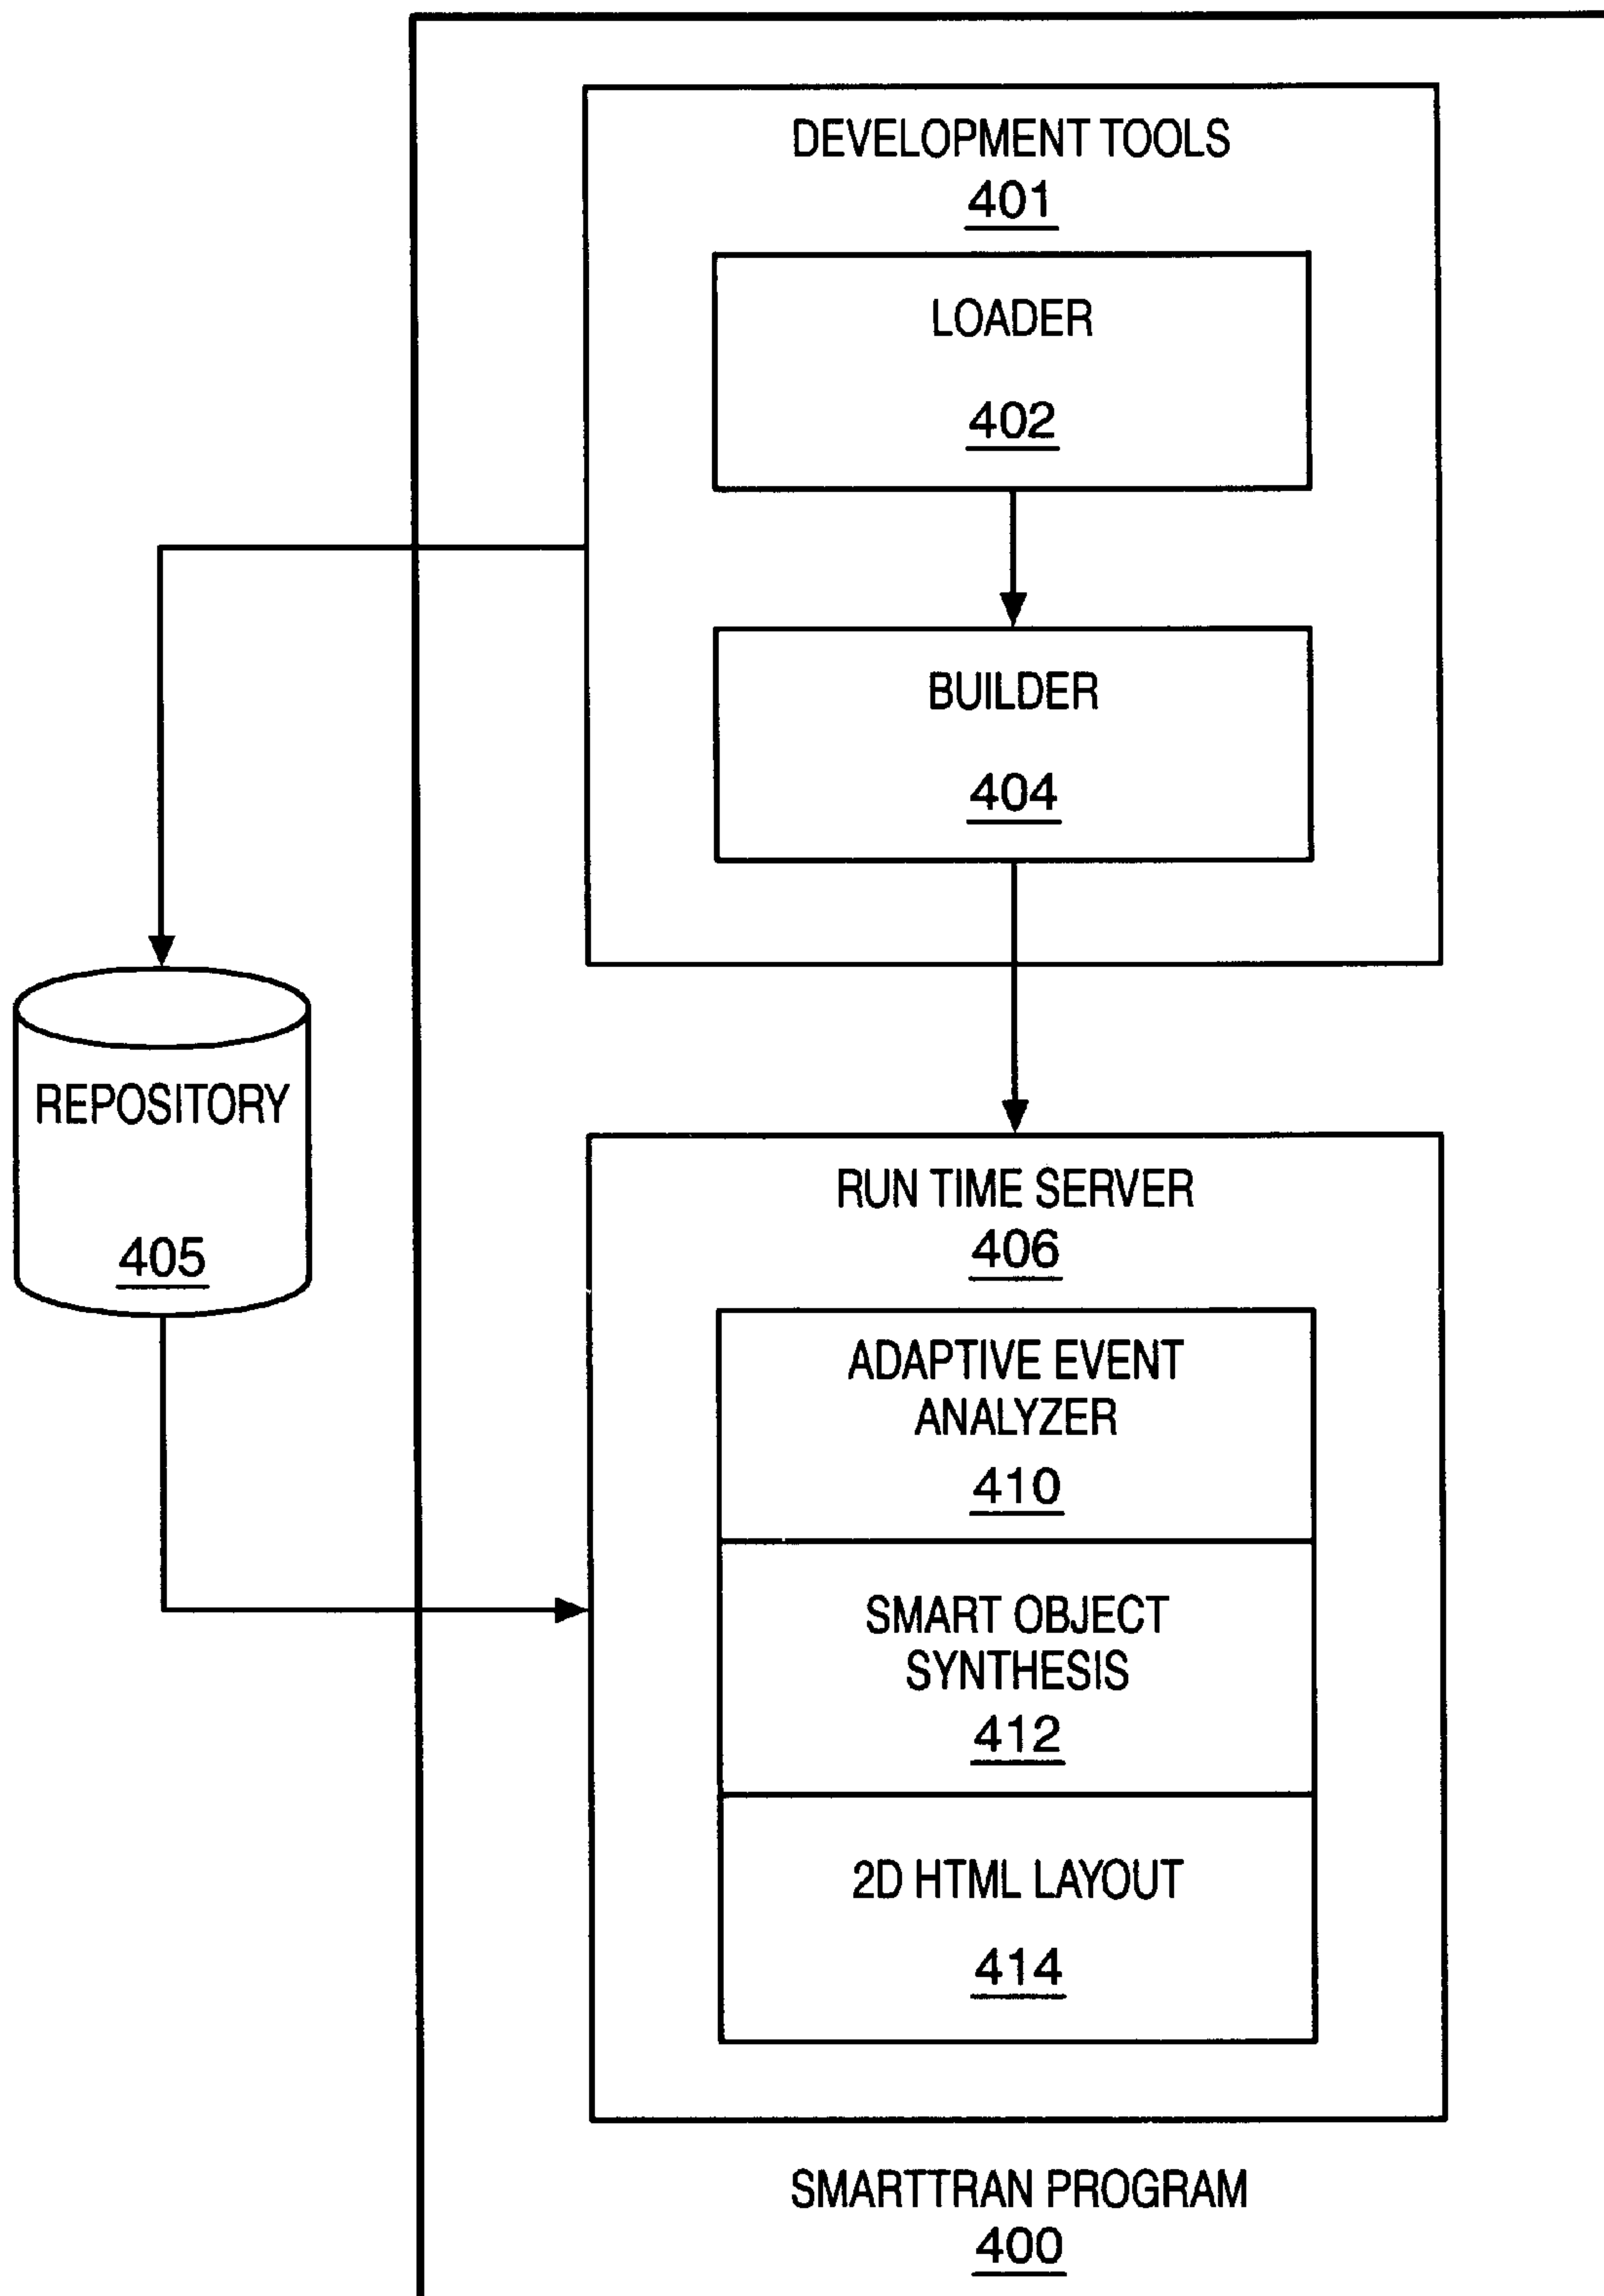 DEVELOPMENT TOOLS
401
LOADER
402
BUILDER
404
REPOSITORY
405
RUN TIME SERVER
406
ADAPTIVE EVENT
ANALYZER
410
SMART OBJECT
SYNTHESIS
412
2D HTML LAYOUT
414
SMARTTRAN PROGRAM
400